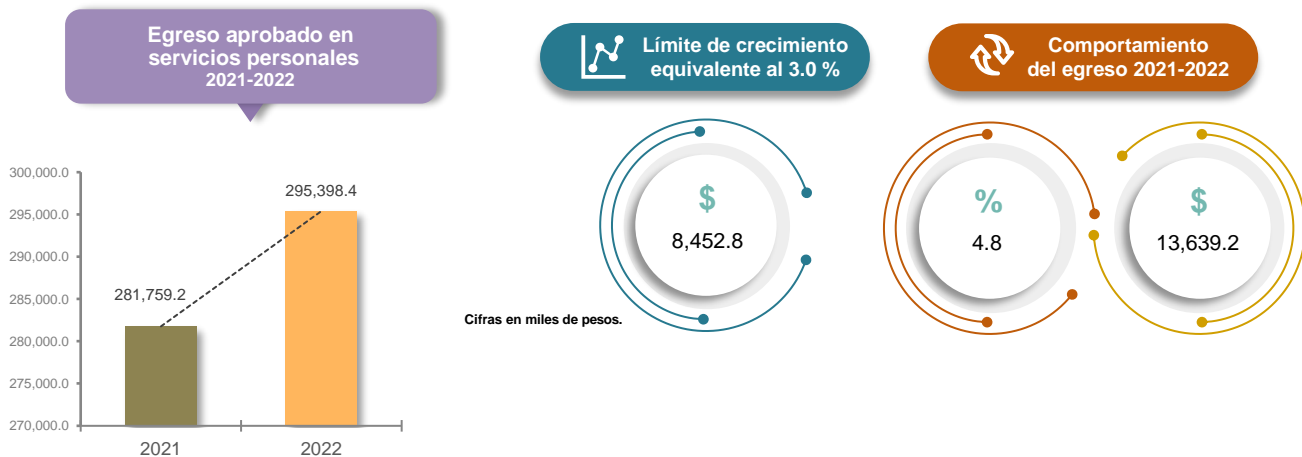 Egreso aprobado en
servicios personales
2021-2022
300,000.0
295,000.0
290,000.0
285,000.0
280,000.0
275,000.0
270,000.0
281,759.2
295,398.4
2021
2022
Límite de crecimiento
equivalente al 3.0 %
$
8,452.8
Cifras en miles de pesos.
Comportamiento
del egreso 2021-2022
%
4.8
$
13,639.2